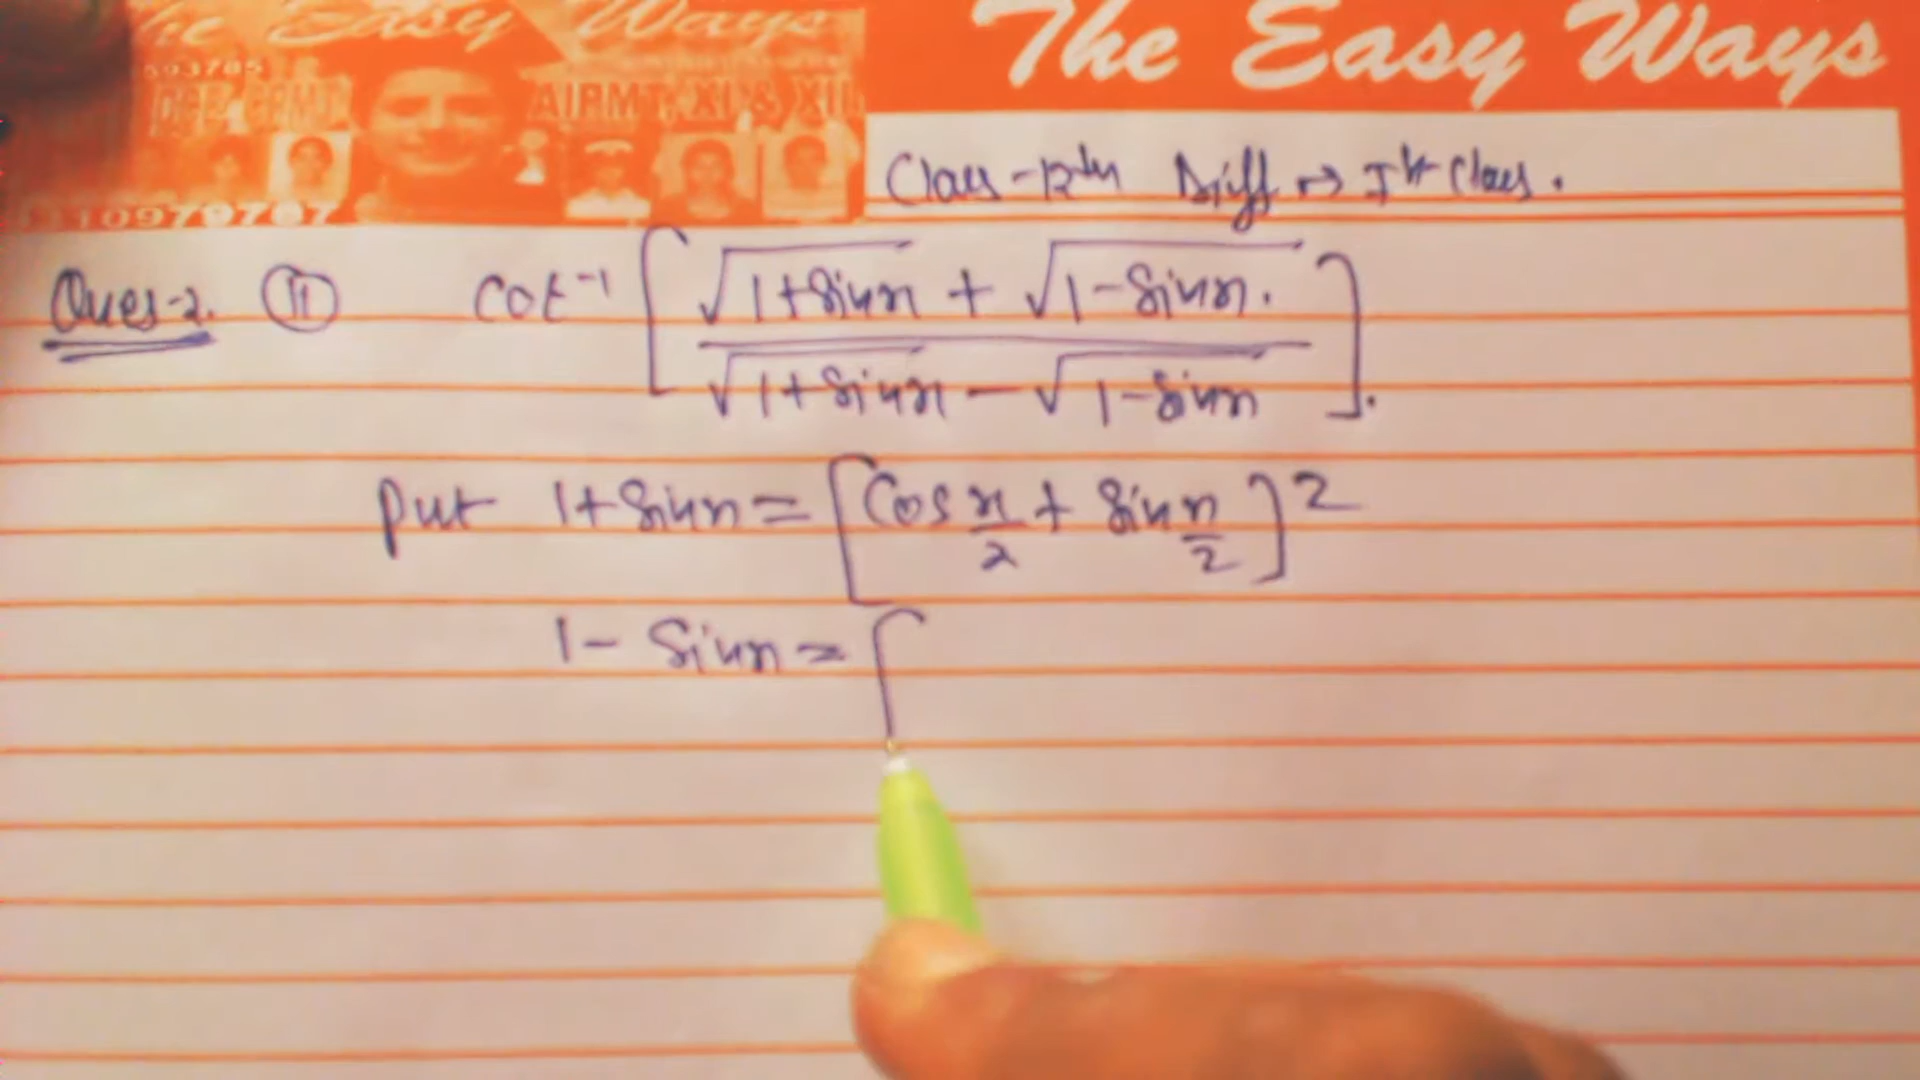 The Easy Ways
The Easy Ways
AIPMT, XI & XII
Class-12th Diff → Ist Class.
Ques-2. (ii) cot⁻¹ [ (√1+Sinx + √1-Sinx) / (√1+Sinx - √1-Sinx) ].
Put 1+Sinx = [Cos x/2 + Sin x/2]²
1 - Sinx = [